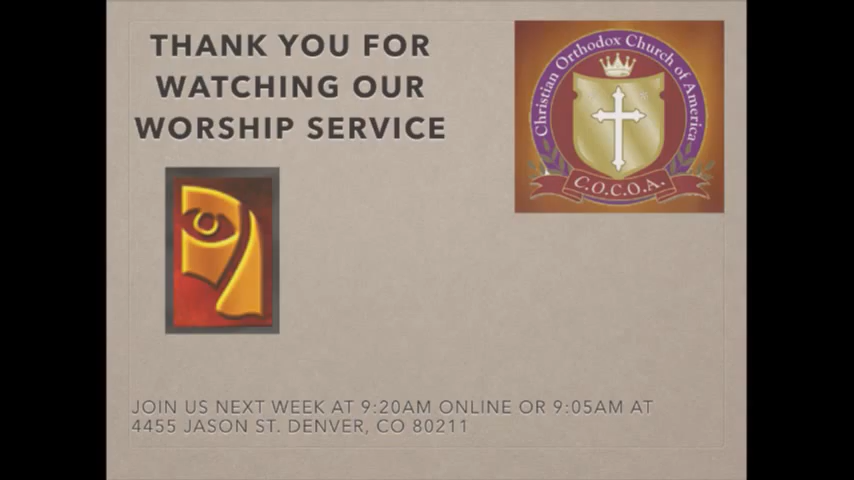 THANK YOU FOR
WATCHING OUR
WORSHIP SERVICE
Christian Orthodox Church of America
C.O.C.O.A.
JOIN US NEXT WEEK AT 9:20AM ONLINE OR 9:05AM AT
4455 JASON ST. DENVER, CO 80211